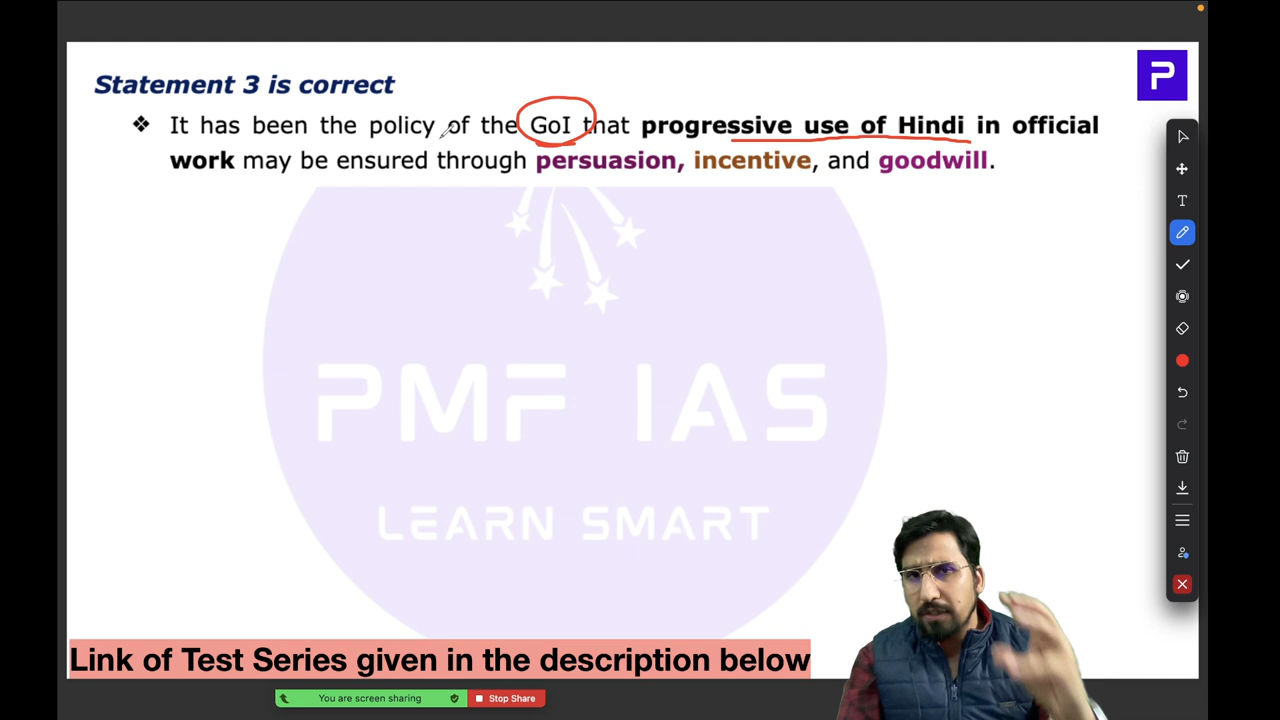 Statement 3 is correct
❖ It has been the policy of the GoI that progressive use of Hindi in official
work may be ensured through persuasion, incentive, and goodwill.
PMF IAS
LEARN SMART
Link of Test Series given in the description below
You are screen sharing Stop Share